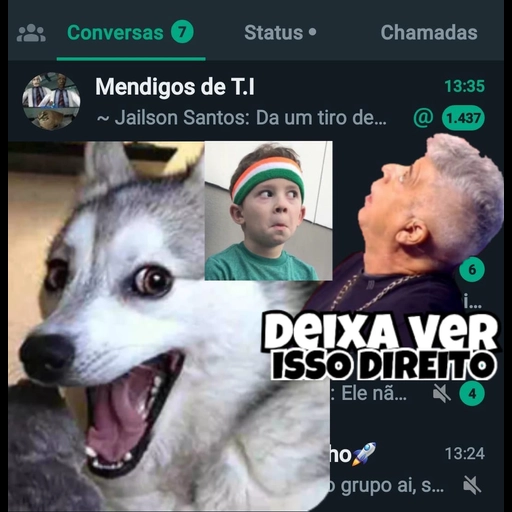 Conversas 7 Status • Chamadas
Mendigos de T.I 13:35
~ Jailson Santos: Da um tiro de... @ 1.437
6
i...
DEIXA VER
ISSO DIREITO
: Ele nã... 4
ho🚀 13:24
o grupo ai, s...